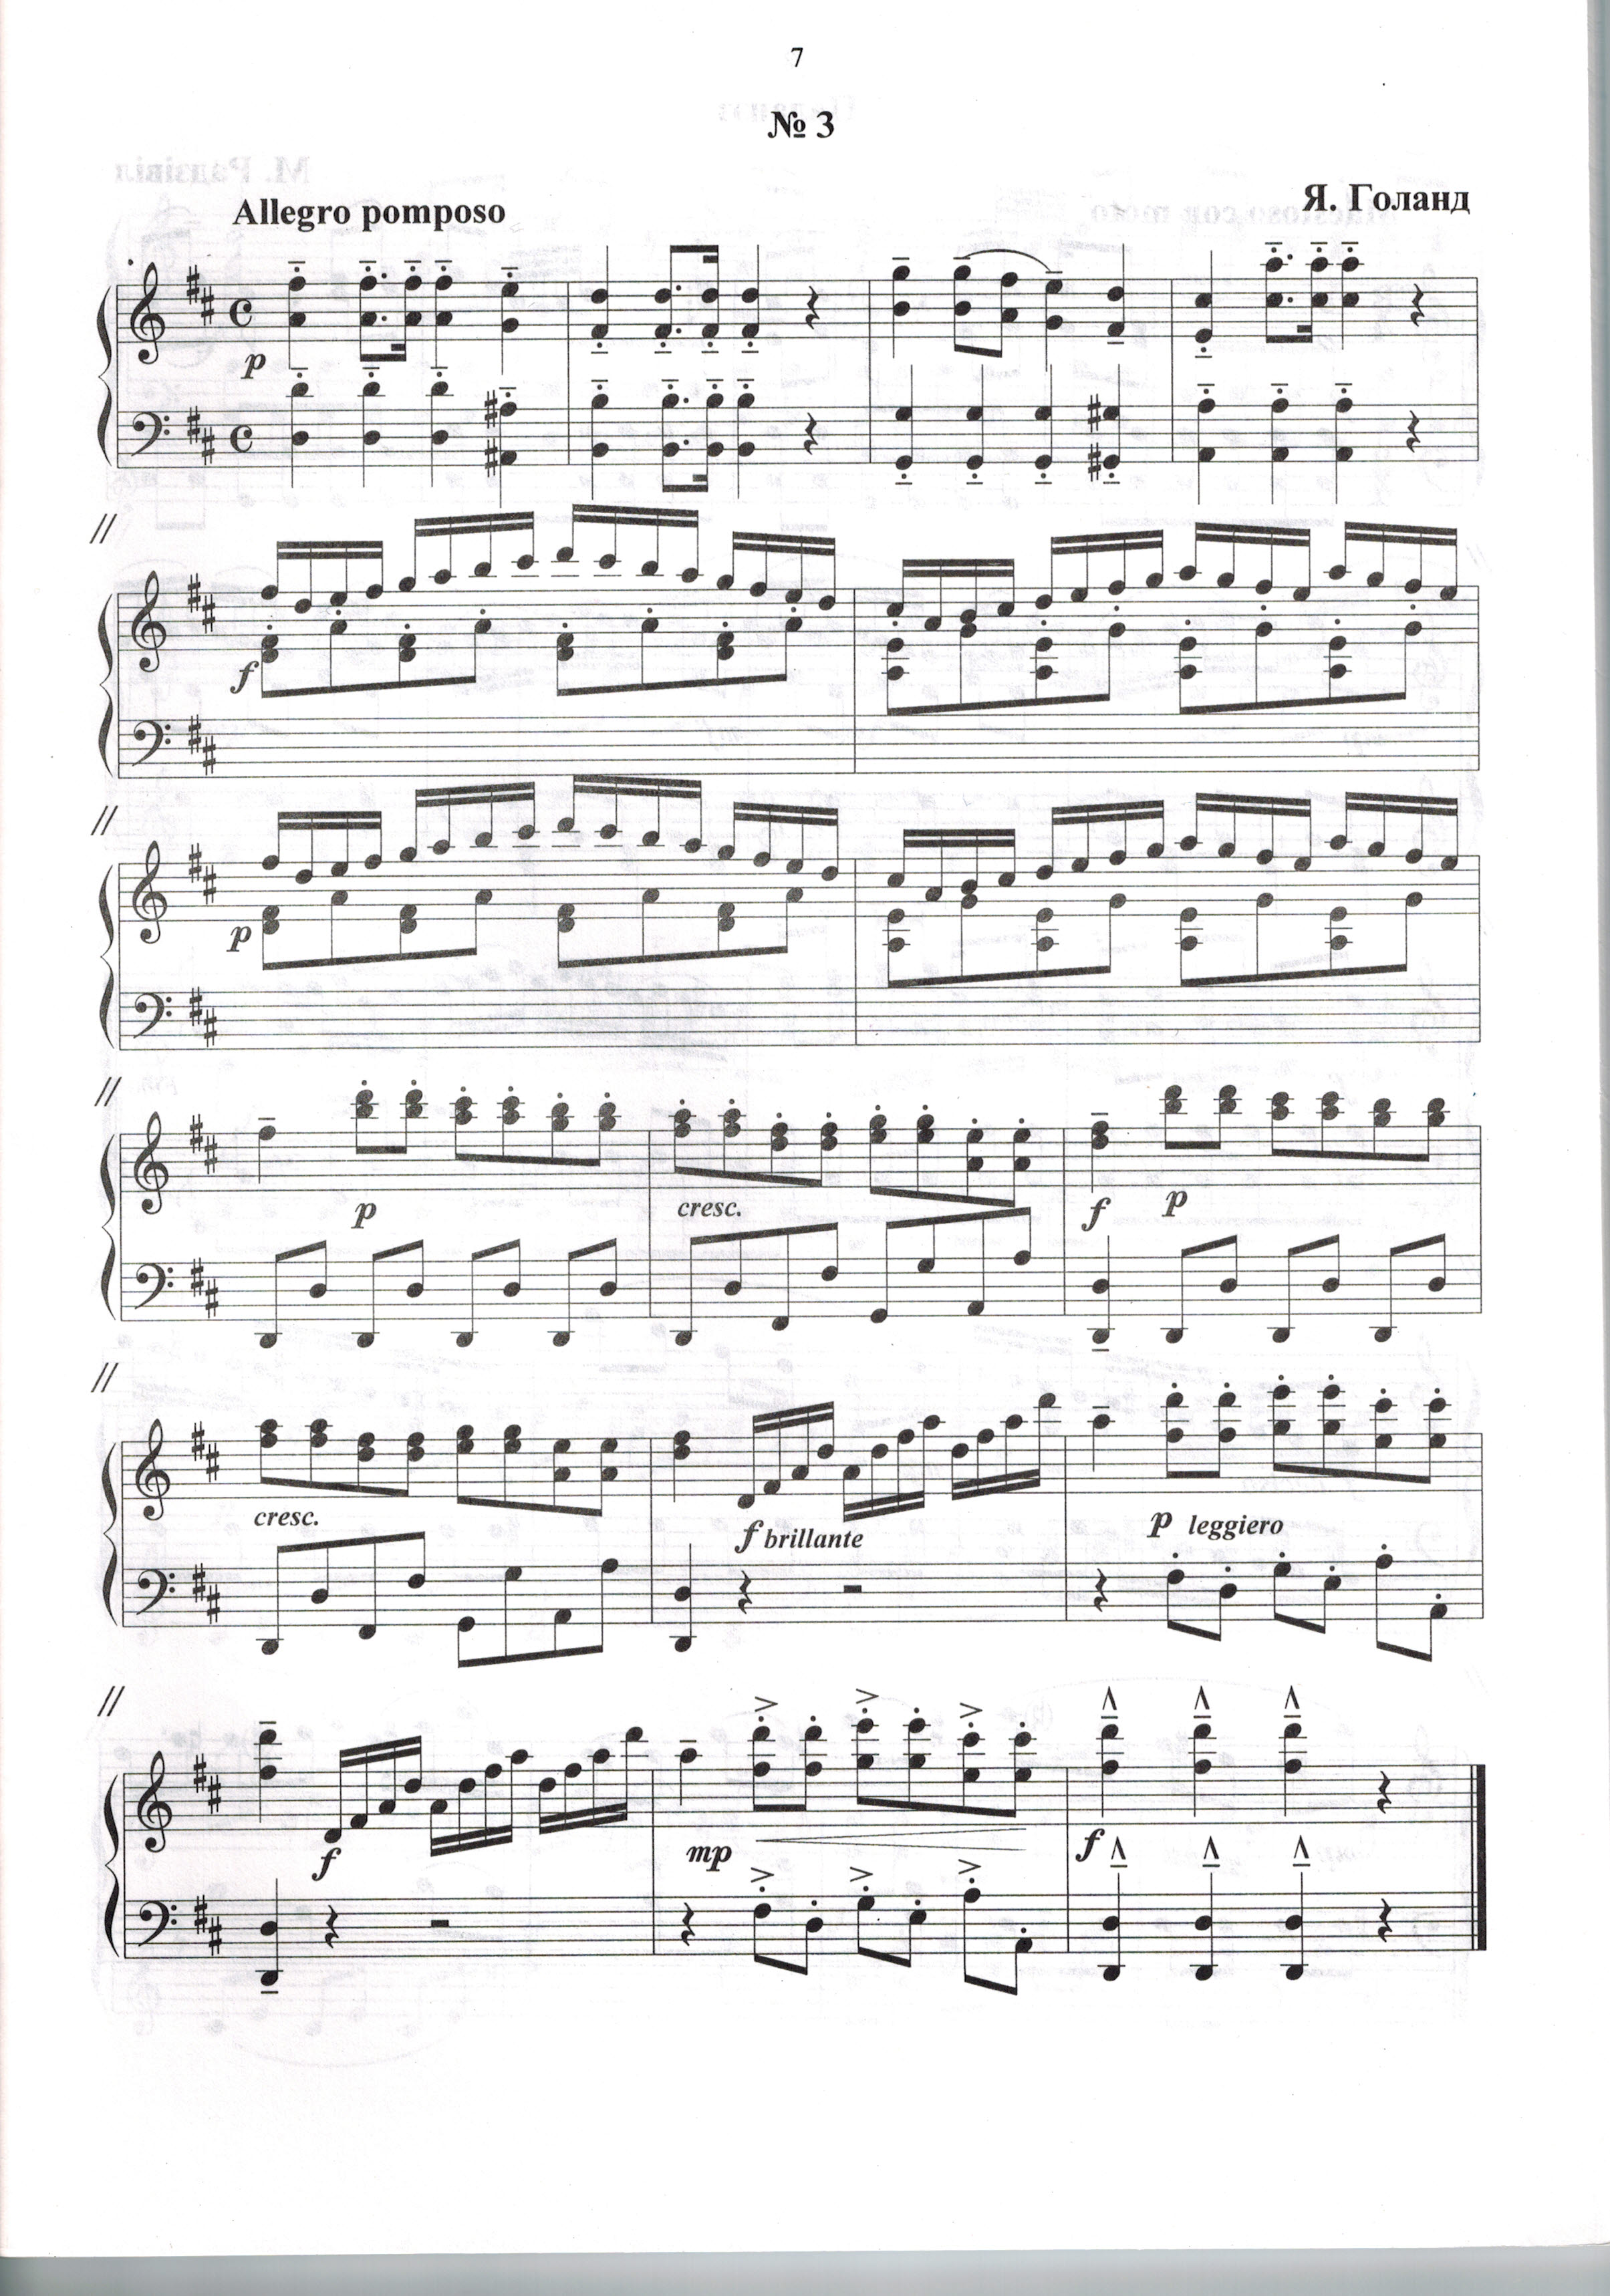 7
№ 3
Allegro pomposo
Я. Голанд
p
f
p
p cresc. f p
cresc. f brillante p leggiero
f mp f